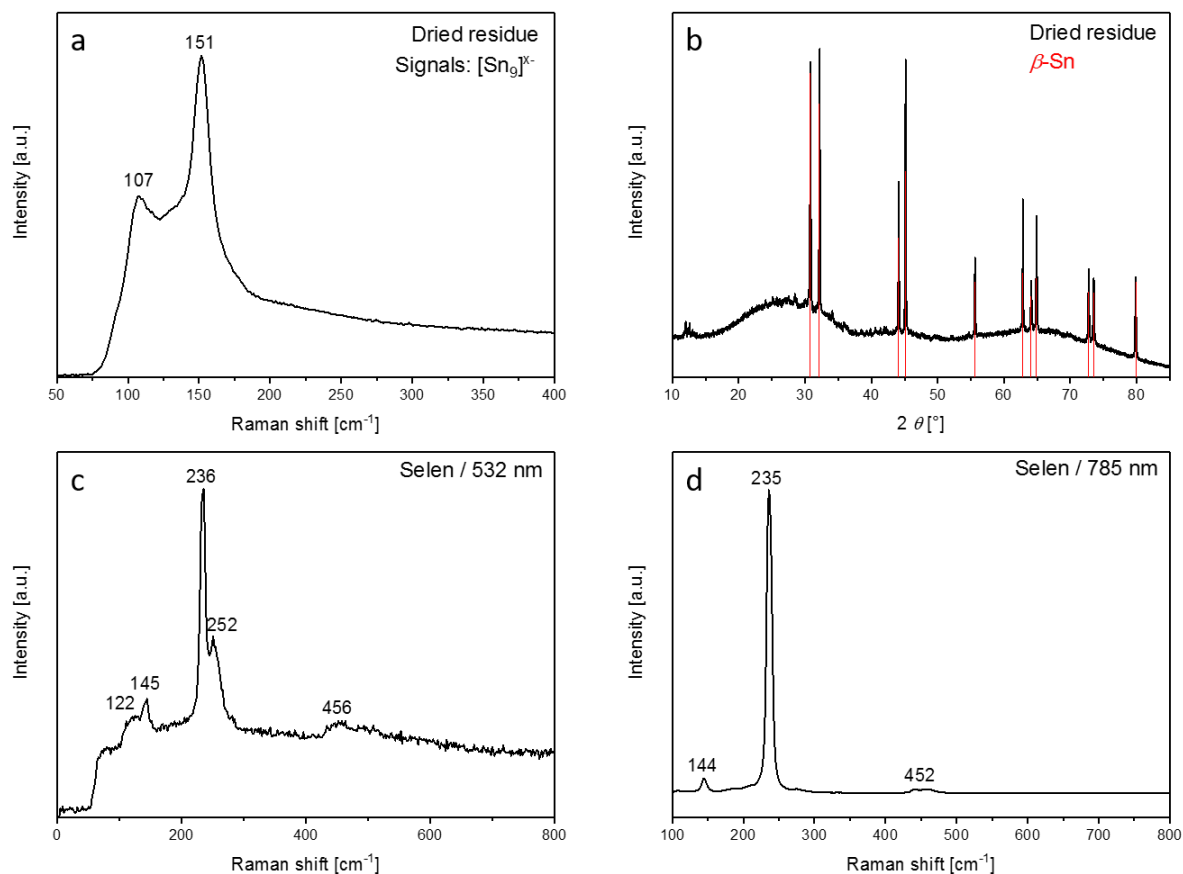 a
Dried residue
Signals: [Sn₉]ˣ⁻
151
107
Intensity [a.u.]
50 100 150 200 250 300 350 400
Raman shift [cm⁻¹]
b
Dried residue
β-Sn
Intensity [a.u.]
10 20 30 40 50 60 70 80
2 θ [°]
c
Selen / 532 nm
236
252
145
122
456
Intensity [a.u.]
0 200 400 600 800
Raman shift [cm⁻¹]
d
Selen / 785 nm
235
144
452
Intensity [a.u.]
100 200 300 400 500 600 700 800
Raman shift [cm⁻¹]